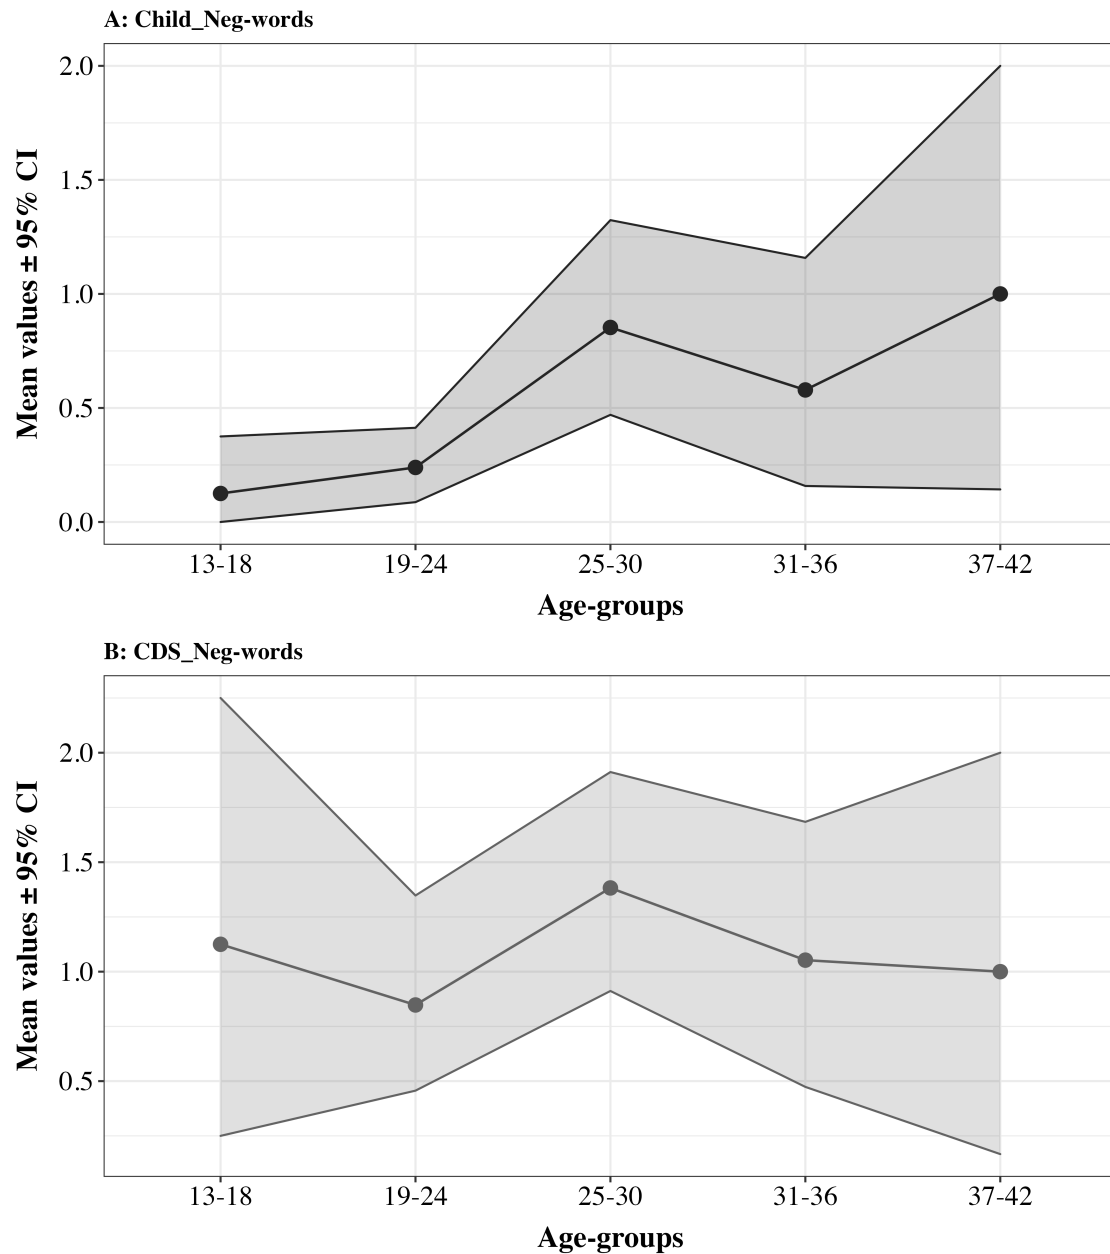 A: Child_Neg-words
Mean values ± 95% CI
2.0
1.5
1.0
0.5
0.0
13-18 19-24 25-30 31-36 37-42
Age-groups
B: CDS_Neg-words
Mean values ± 95% CI
2.0
1.5
1.0
0.5
13-18 19-24 25-30 31-36 37-42
Age-groups